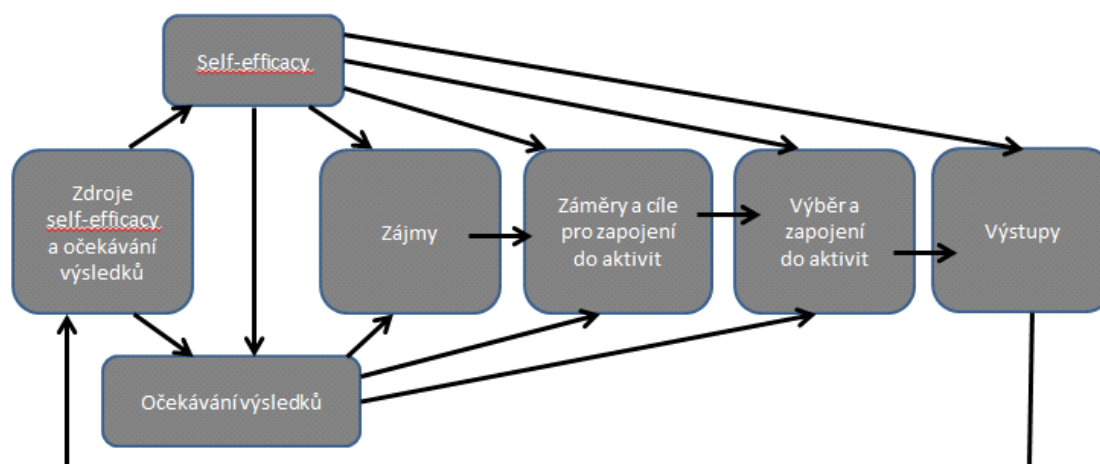 Self-efficacy
Zdroje
self-efficacy
a očekávání
výsledků
Zájmy
Záměry a cíle
pro zapojení
do aktivit
Výběr a
zapojení
do aktivit
Výstupy
Očekávání výsledků